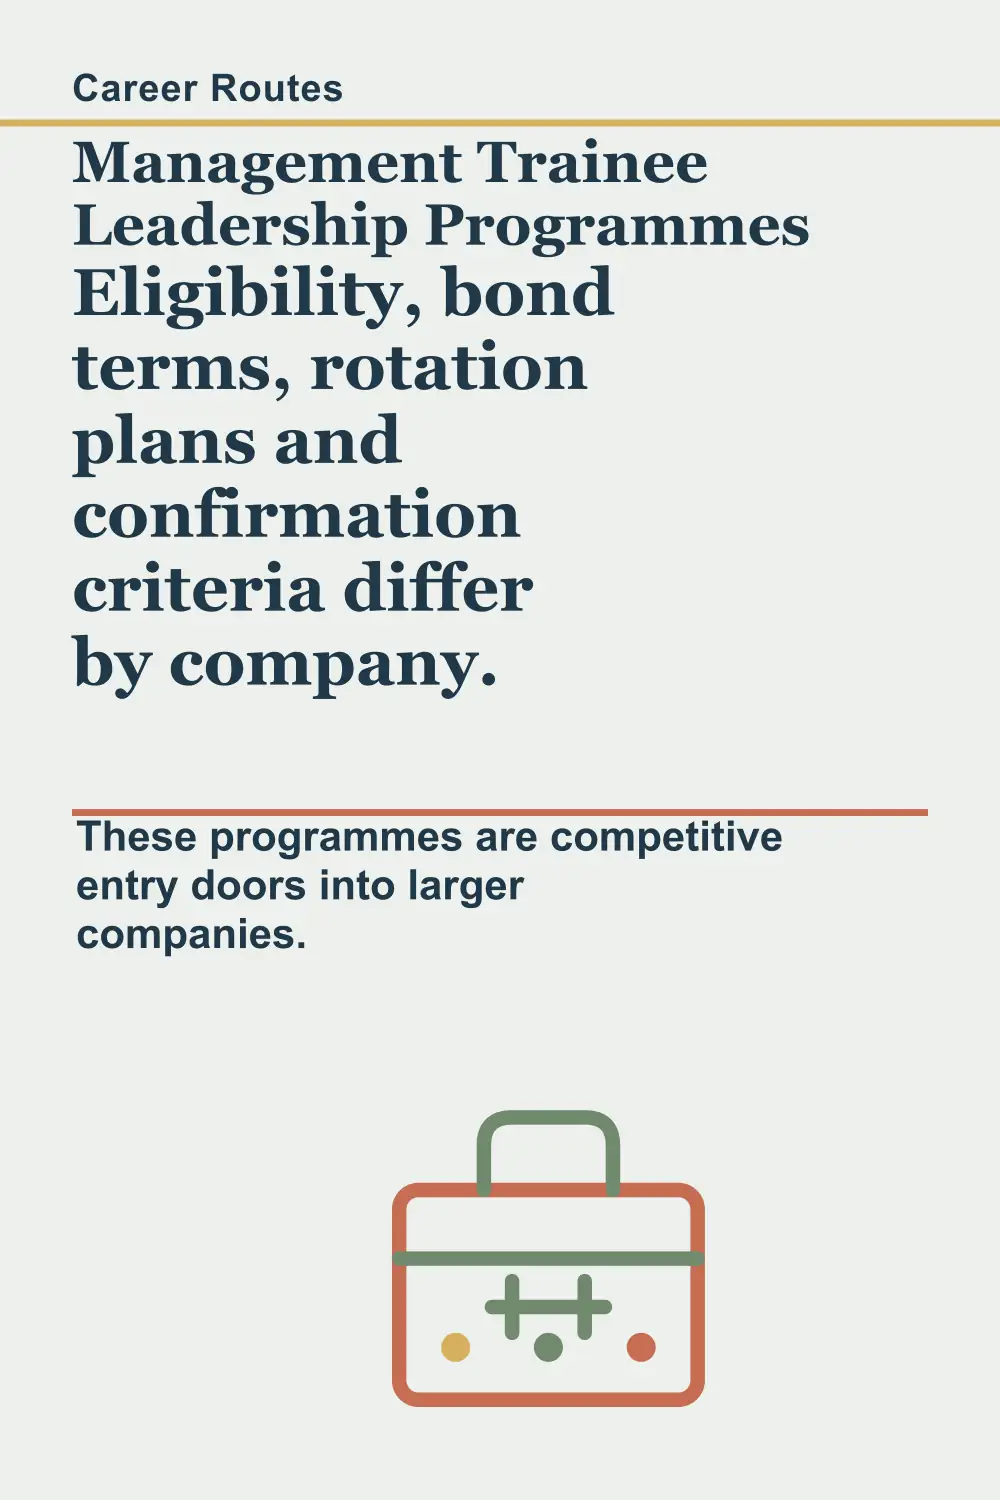 Career Routes
Management Trainee
Leadership Programmes
Eligibility, bond
terms, rotation
plans and
confirmation
criteria differ
by company.
These programmes are competitive
entry doors into larger
companies.